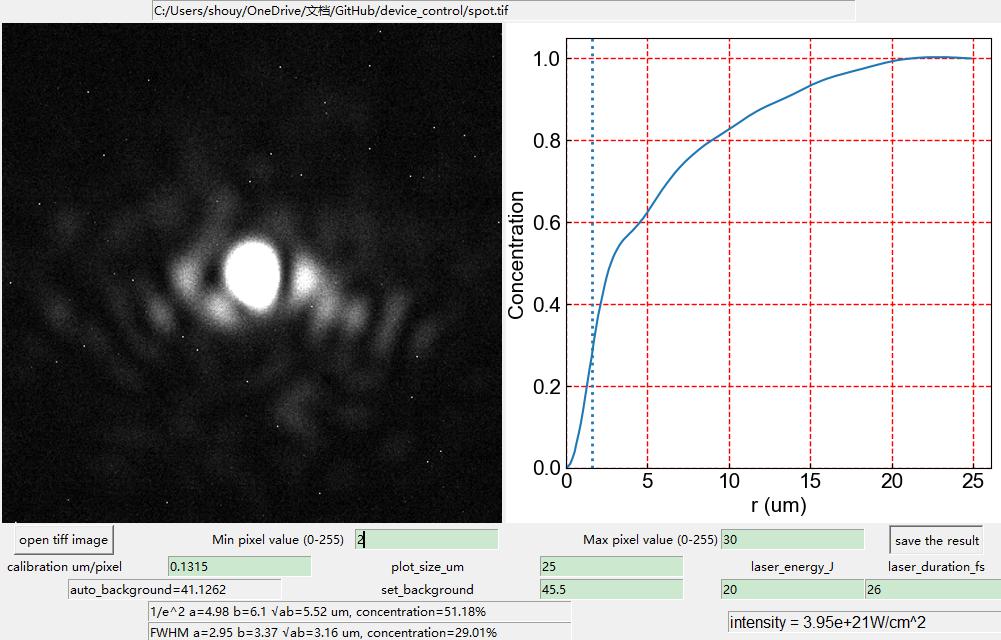 C:/Users/shouy/OneDrive/文档/GitHub/device_control/spot.tif
Concentration
1.0
0.8
0.6
0.4
0.2
0.0
0 5 10 15 20 25
r (um)
open tiff image Min pixel value (0-255) 2 Max pixel value (0-255) 30 save the result
calibration um/pixel 0.1315 plot_size_um 25 laser_energy_J laser_duration_fs
auto_background=41.1262 set_background 45.5 20 26
1/e^2 a=4.98 b=6.1 √ab=5.52 um, concentration=51.18%
FWHM a=2.95 b=3.37 √ab=3.16 um, concentration=29.01%
intensity = 3.95e+21W/cm^2